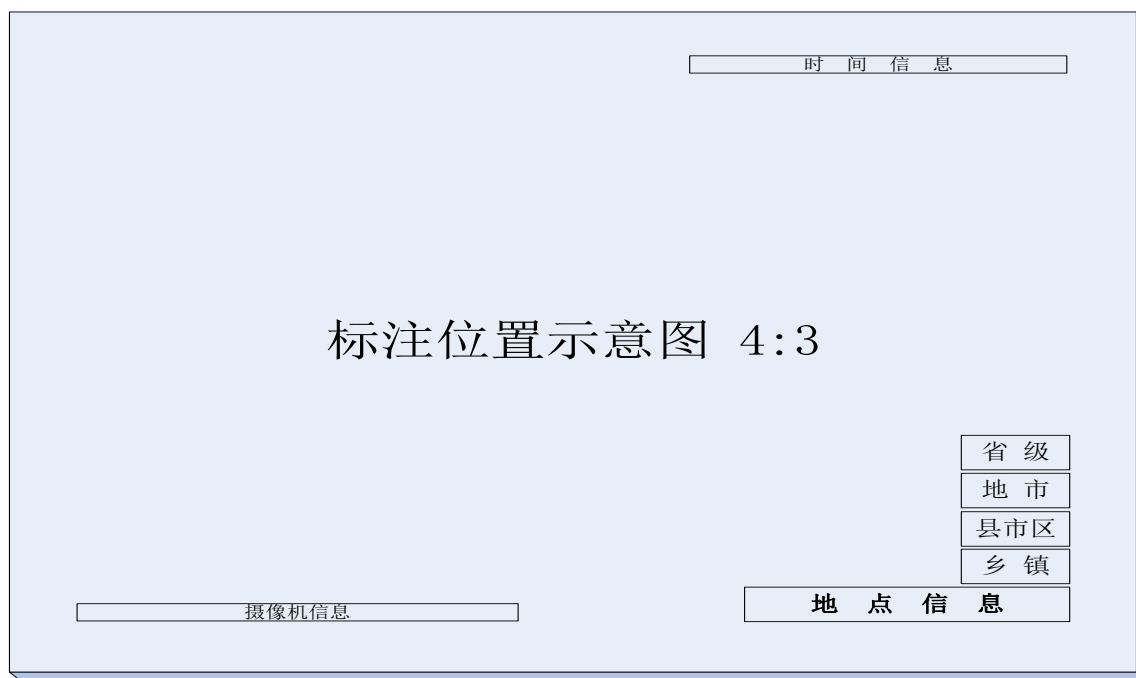 时 间 信 息
标注位置示意图 4:3
省 级
地 市
县市区
乡 镇
地 点 信 息
摄像机信息